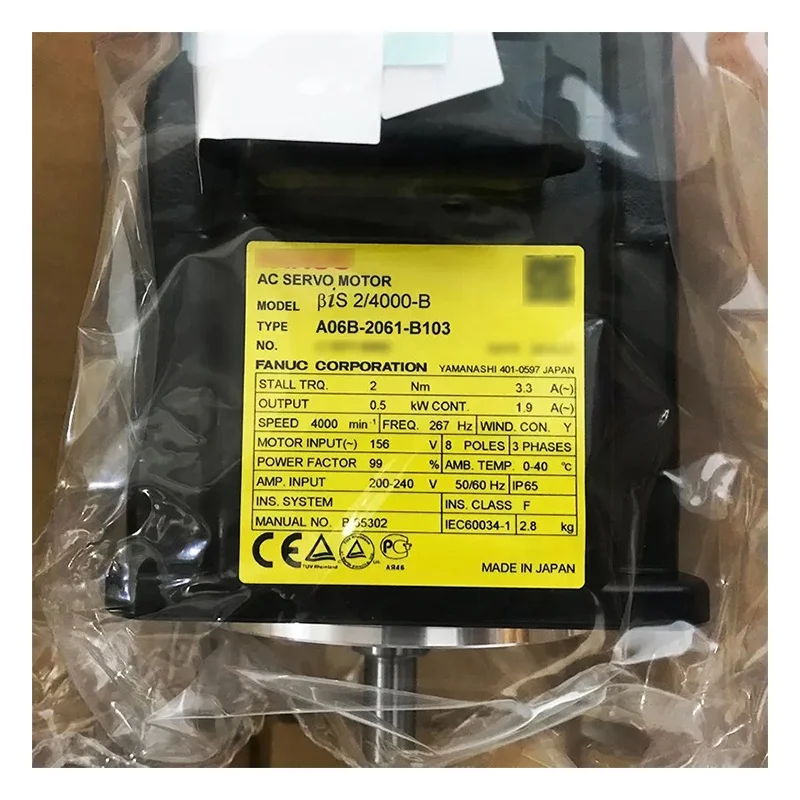 AC SERVO MOTOR
MODEL βiS 2/4000-B
TYPE A06B-2061-B103
NO.
FANUC CORPORATION YAMANASHI 401-0597 JAPAN
STALL TRQ. 2 Nm 3.3 A(~)
OUTPUT 0.5 kW CONT. 1.9 A(~)
SPEED 4000 min-1 FREQ. 267 Hz WIND. CON. Y
MOTOR INPUT(~) 156 V 8 POLES 3 PHASES
POWER FACTOR 99 % AMB. TEMP. 0-40 ℃
AMP. INPUT 200-240 V 50/60 Hz IP65
INS. SYSTEM INS. CLASS F
MANUAL NO. B-65302 IEC60034-1 2.8 kg
CE
TUV Rheinland
PC
АЯ46
MADE IN JAPAN